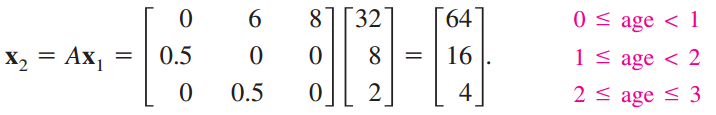 0 6 8 32 64 0 ≤ age < 1
x₂ = Ax₁ = 0.5 0 0 8 = 16 . 1 ≤ age < 2
0 0.5 0 2 4 2 ≤ age ≤ 3